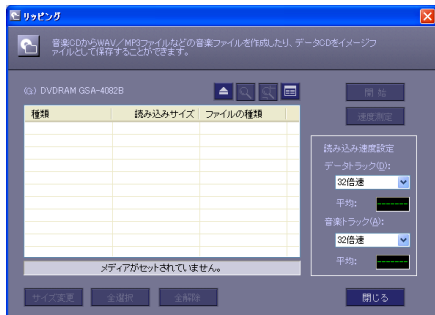 リッピング
音楽CDからWAV／MP3ファイルなどの音楽ファイルを作成したり、データCDをイメージフ
ァイルとして保存することができます。
(G:) DVDRAM GSA-4082B
開 始
種類 読み込みサイズ ファイルの種類
速度測定
読み込み速度設定
データトラック(D):
32倍速
平均:
音楽トラック(A):
32倍速
平均:
メディアがセットされていません。
サイズ変更 全選択 全解除 閉じる